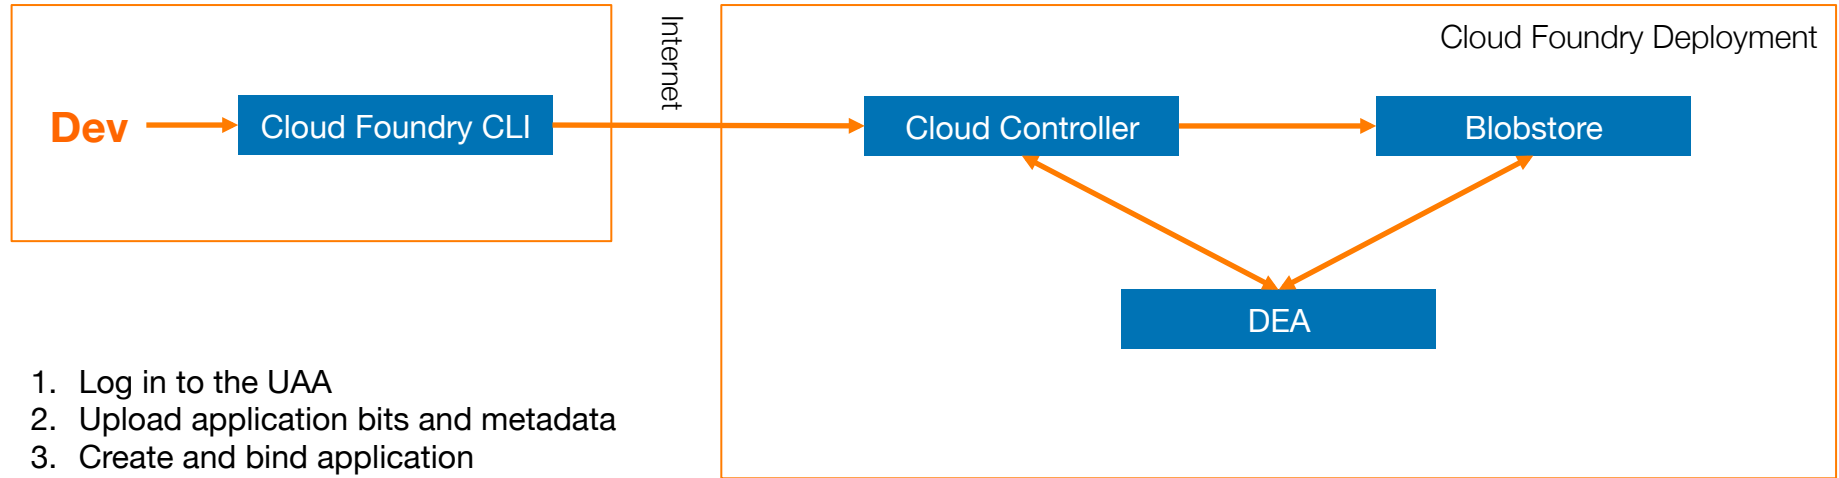 Internet
Cloud Foundry Deployment
Dev
Cloud Foundry CLI
Cloud Controller
Blobstore
DEA
1. Log in to the UAA
2. Upload application bits and metadata
3. Create and bind application